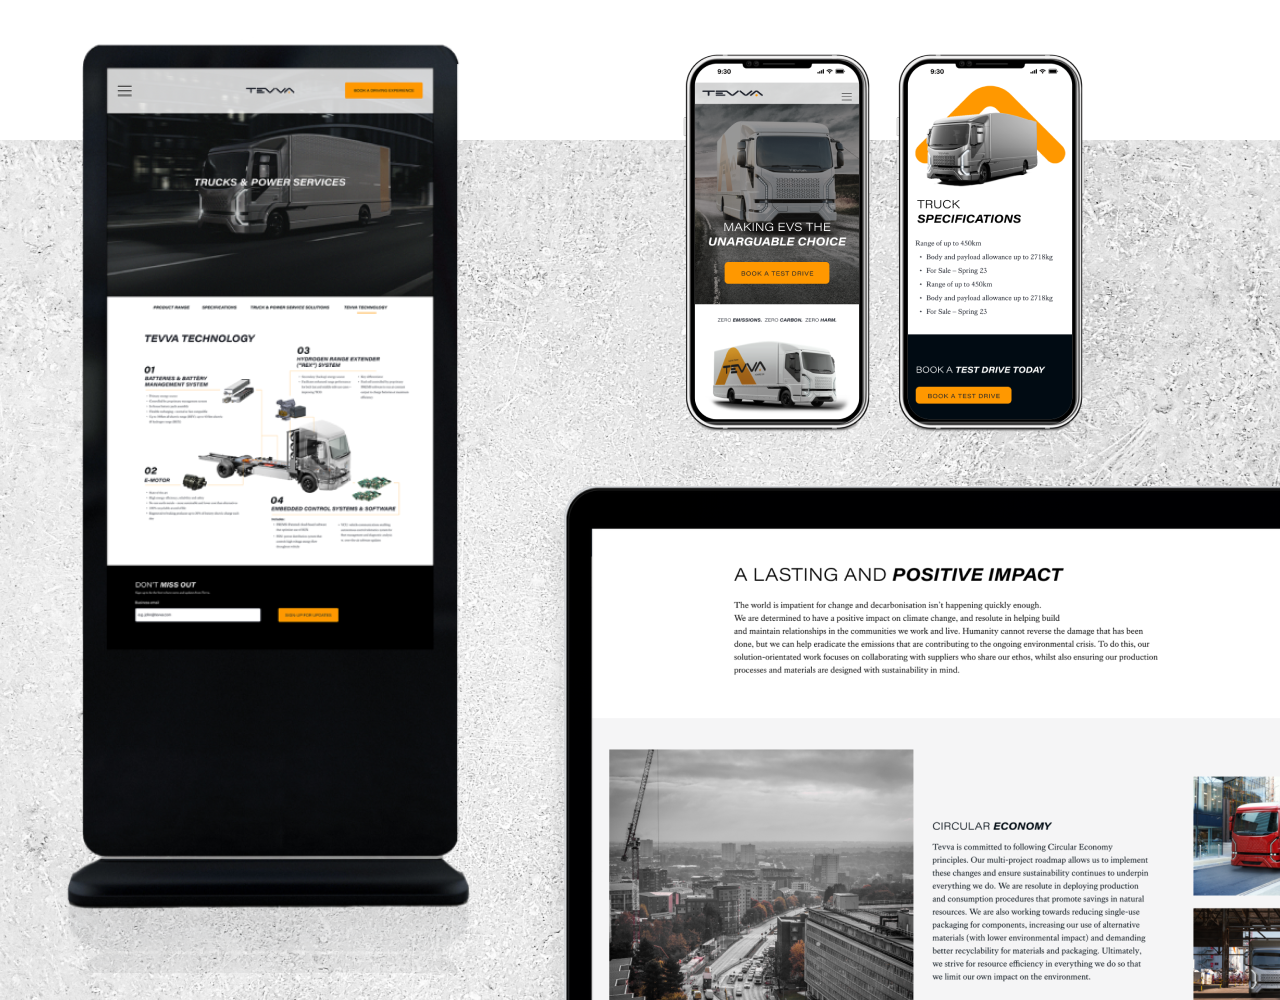 TEVVA
BOOK A DRIVING EXPERIENCE
TRUCKS & POWER SERVICES
PRODUCT RANGE
SPECIFICATIONS
TRUCK & POWER SERVICE SOLUTIONS
TEVVA TECHNOLOGY
TEVVA TECHNOLOGY
01
BATTERIES & BATTERY
MANAGEMENT SYSTEM
03
HYDROGEN RANGE EXTENDER
("REX") SYSTEM
02
E-MOTOR
04
EMBEDDED CONTROL SYSTEMS & SOFTWARE
DON'T MISS OUT
Business email
SIGN UP FOR UPDATES
9:30
TEVVA
MAKING EVS THE
UNARGUABLE CHOICE
BOOK A TEST DRIVE
ZERO EMISSIONS. ZERO CARBON. ZERO HARM.
TEVVA
9:30
TRUCK
SPECIFICATIONS
Range of up to 450km
• Body and payload allowance up to 2718kg
• For Sale – Spring 23
• Range of up to 450km
• Body and payload allowance up to 2718kg
• For Sale – Spring 23
BOOK A TEST DRIVE TODAY
BOOK A TEST DRIVE
A LASTING AND POSITIVE IMPACT
The world is impatient for change and decarbonisation isn't happening quickly enough.
We are determined to have a positive impact on climate change, and resolute in helping build
and maintain relationships in the communities we work and live. Humanity cannot reverse the damage that has been
done, but we can help eradicate the emissions that are contributing to the ongoing environmental crisis. To do this, our
solution-orientated work focuses on collaborating with suppliers who share our ethos, whilst also ensuring our production
processes and materials are designed with sustainability in mind.
CIRCULAR ECONOMY
Tevva is committed to following Circular Economy
principles. Our multi-project roadmap allows us to implement
these changes and ensure sustainability continues to underpin
everything we do. We are resolute in deploying production
and consumption procedures that promote savings in natural
resources. We are also working towards reducing single-use
packaging for components, increasing our use of alternative
materials (with lower environmental impact) and demanding
better recyclability for materials and packaging. Ultimately,
we strive for resource efficiency in everything we do so that
we limit our own impact on the environment.